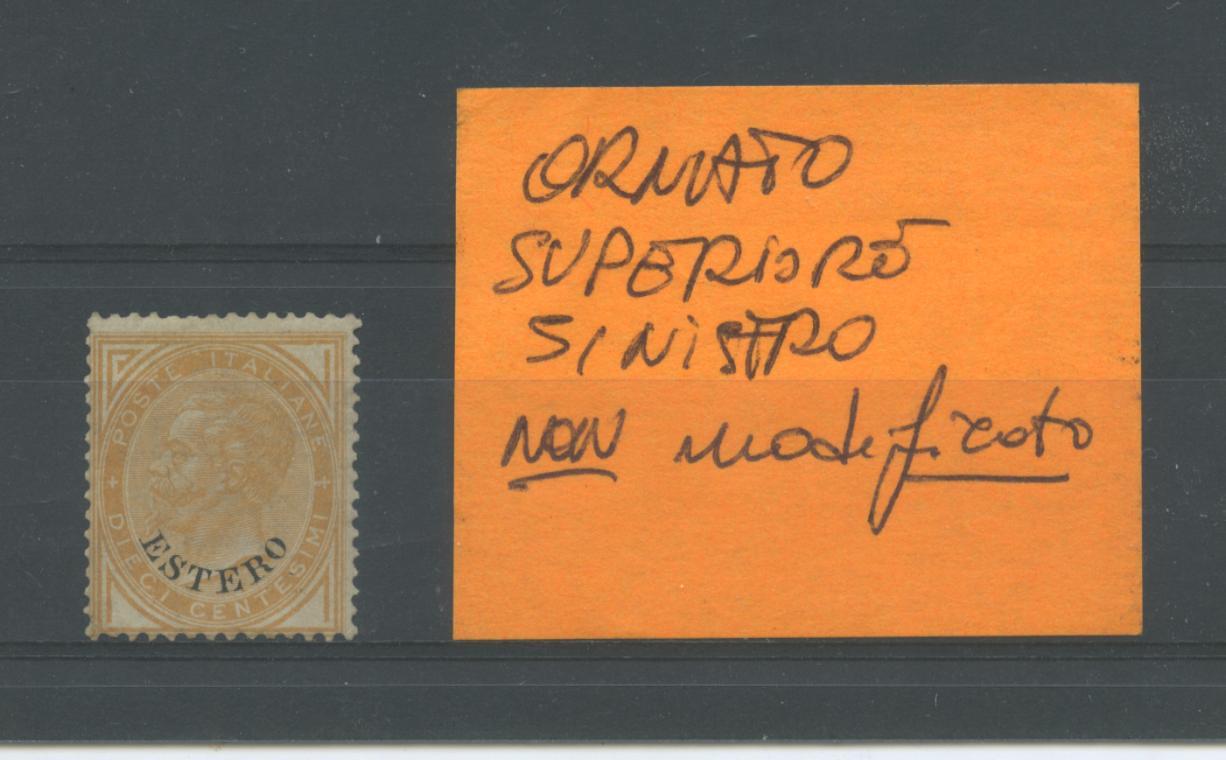 ORNATO
SUPERIORE
SINISTRO
NON modificato
POSTE ITALIANE
ESTERO
DIECI CENTESIMI